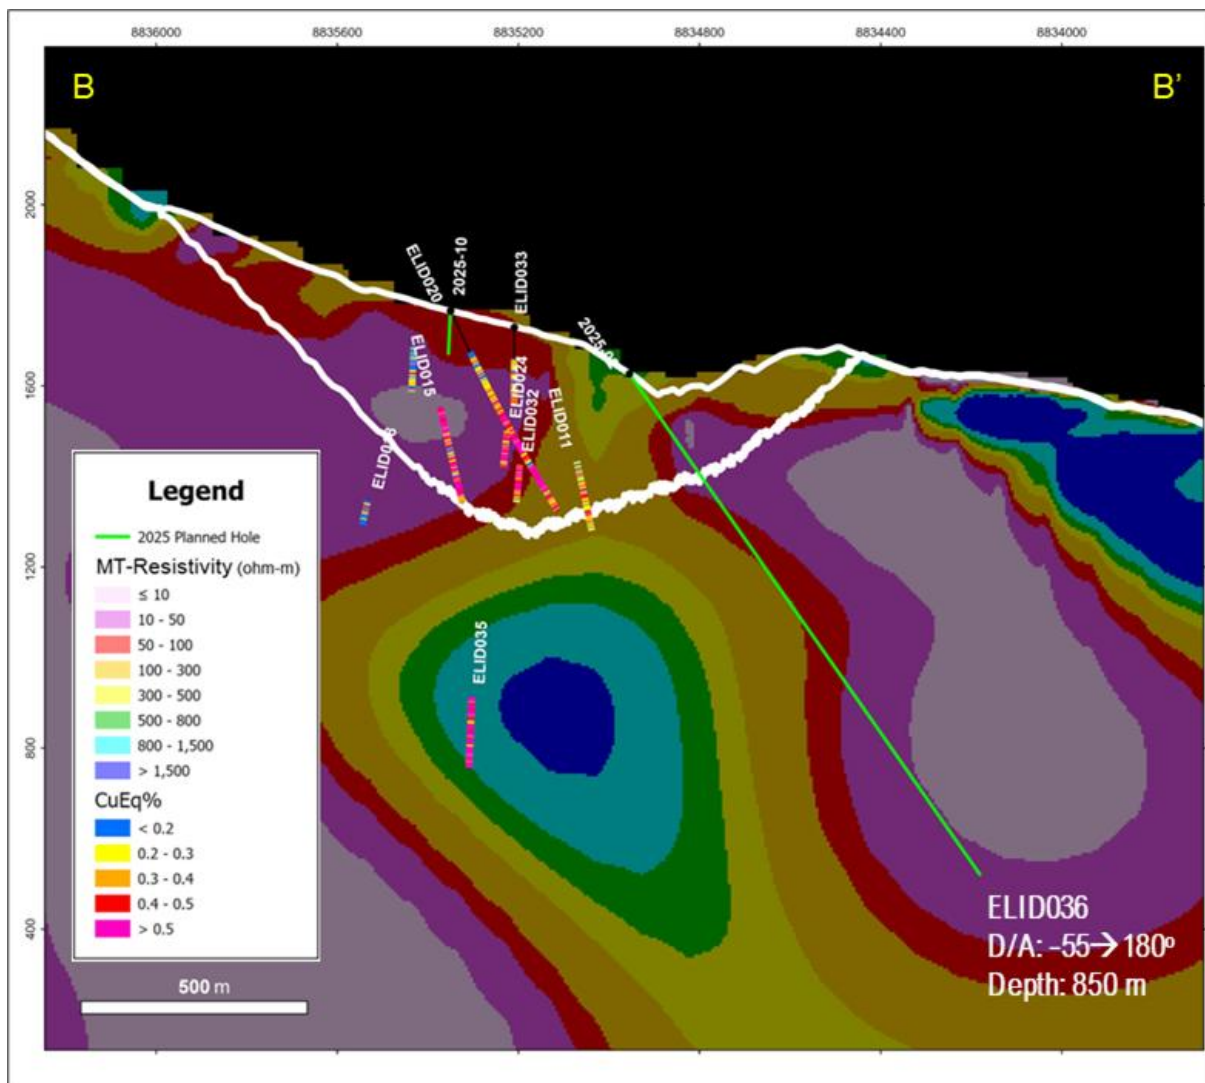 8836000 8835600 8835200 8834800 8834400 8834000
B B’
2000
1600
1200
800
400
ELID020
2025-10
ELID033
ELID015
ELID024
ELID032
ELID011
ELID035
Legend
2025 Planned Hole
MT-Resistivity (ohm-m)
≤ 10
10 - 50
50 - 100
100 - 300
300 - 500
500 - 800
800 - 1,500
> 1,500
CuEq%
< 0.2
0.2 - 0.3
0.3 - 0.4
0.4 - 0.5
> 0.5
500 m
ELID036
D/A: -55→180º
Depth: 850 m